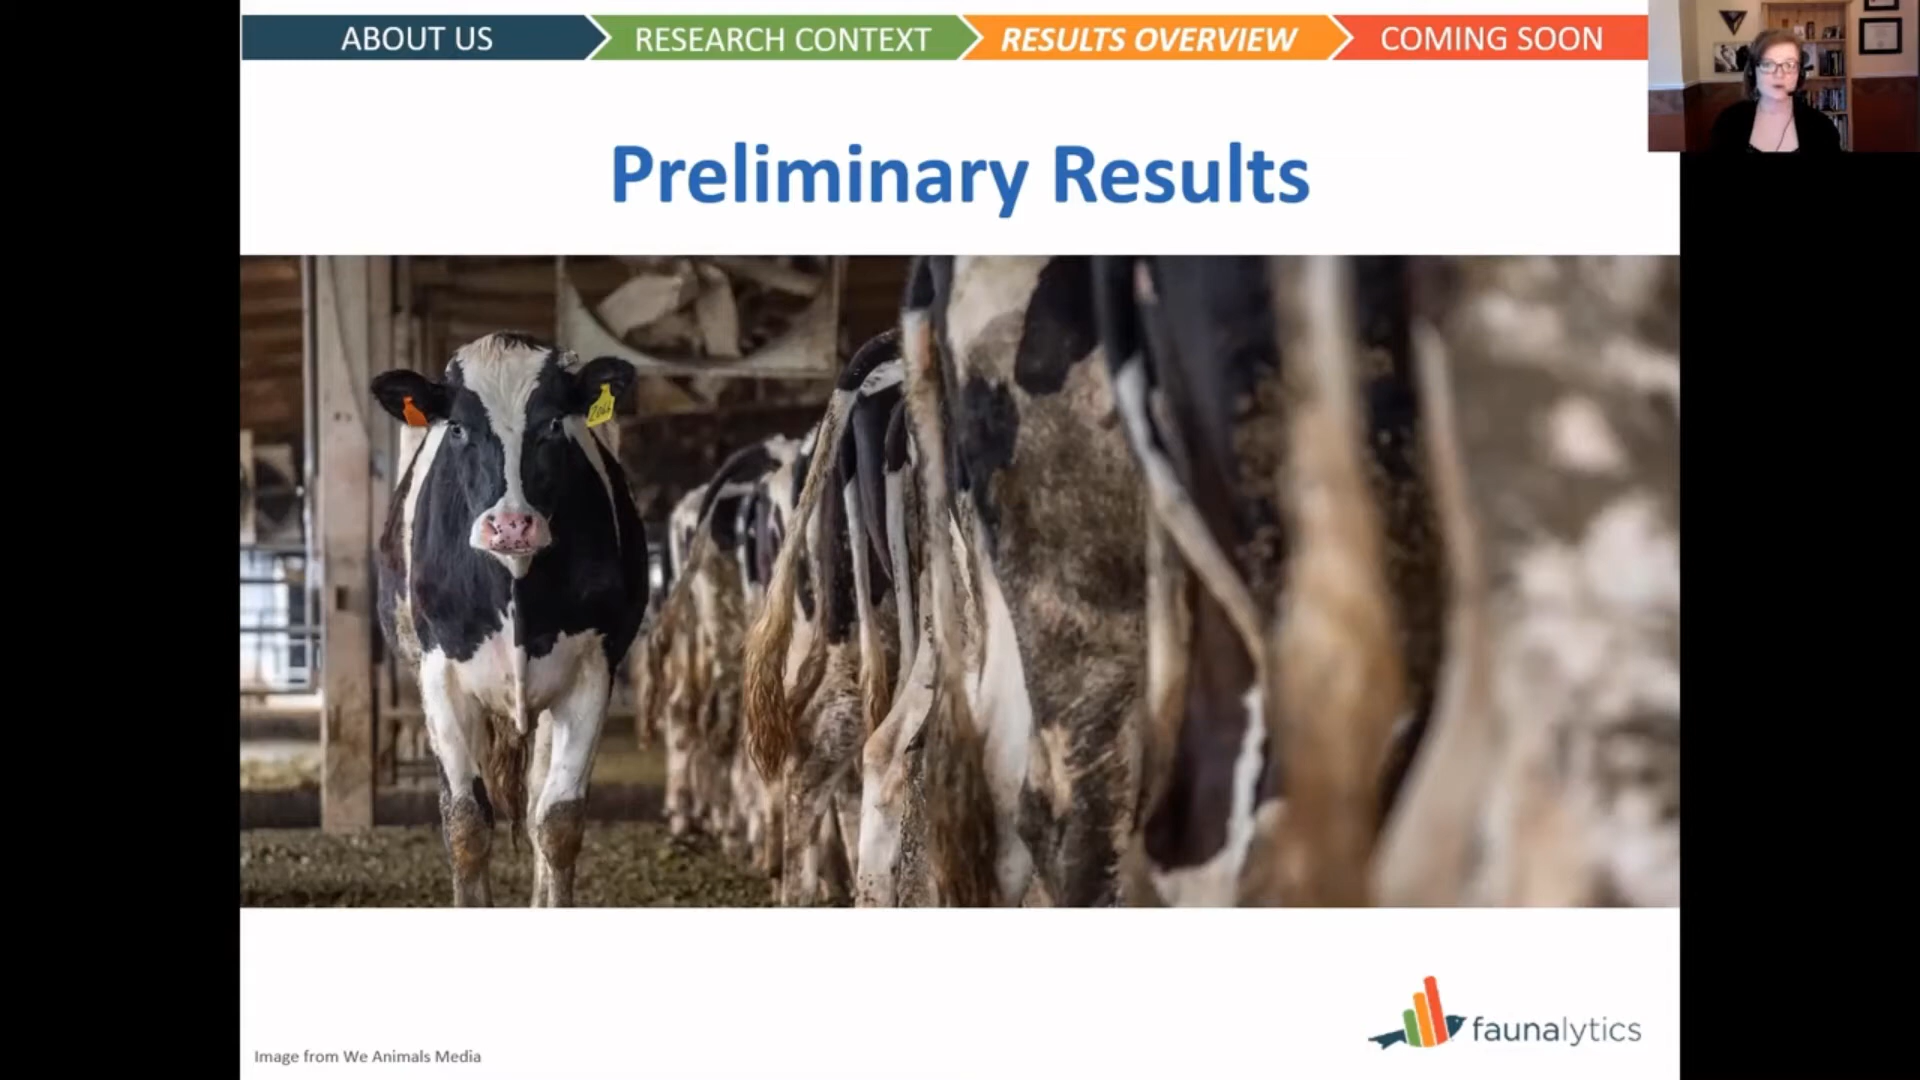 ABOUT US
RESEARCH CONTEXT
RESULTS OVERVIEW
COMING SOON
Preliminary Results
faunalytics
Image from We Animals Media